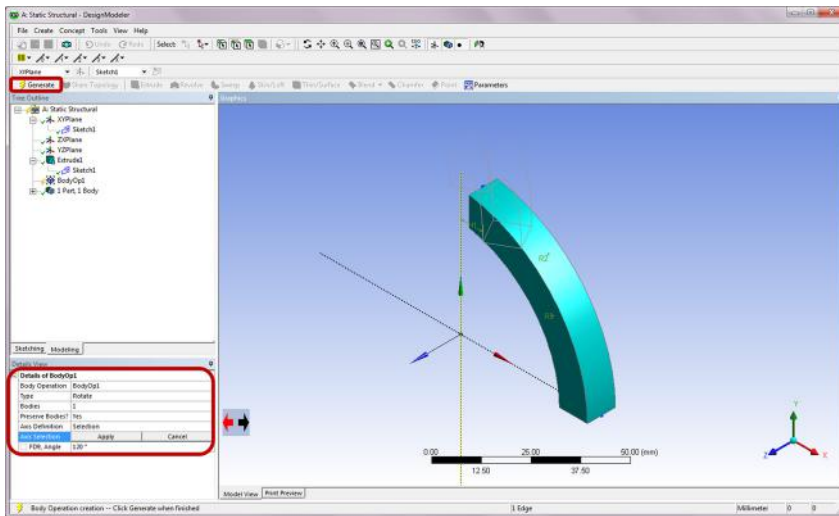 A: Static Structural - DesignModeler
File Create Concept Tools View Help
Undo Redo Select:
XYPlane Sketch1
Generate Share Topology Extrude Revolve Sweep Skin/Loft Thin/Surface Blend Chamfer Point Parameters
Tree Outline
Graphics
A: Static Structural
XYPlane
Sketch1
ZXPlane
YZPlane
Extrude1
Sketch1
BodyOp1
1 Part, 1 Body
Sketching Modeling
Details View
Details of BodyOp1
Body Operation BodyOp1
Type Rotate
Bodies 1
Preserve Bodies? Yes
Axis Definition Selection
Axis Selection Apply Cancel
FD9, Angle 120 °
0.00 25.00 50.00 (mm)
12.50 37.50
Y
Z X
Model View Print Preview
Body Operation creation -- Click Generate when finished 1 Edge Millimeter 0 0